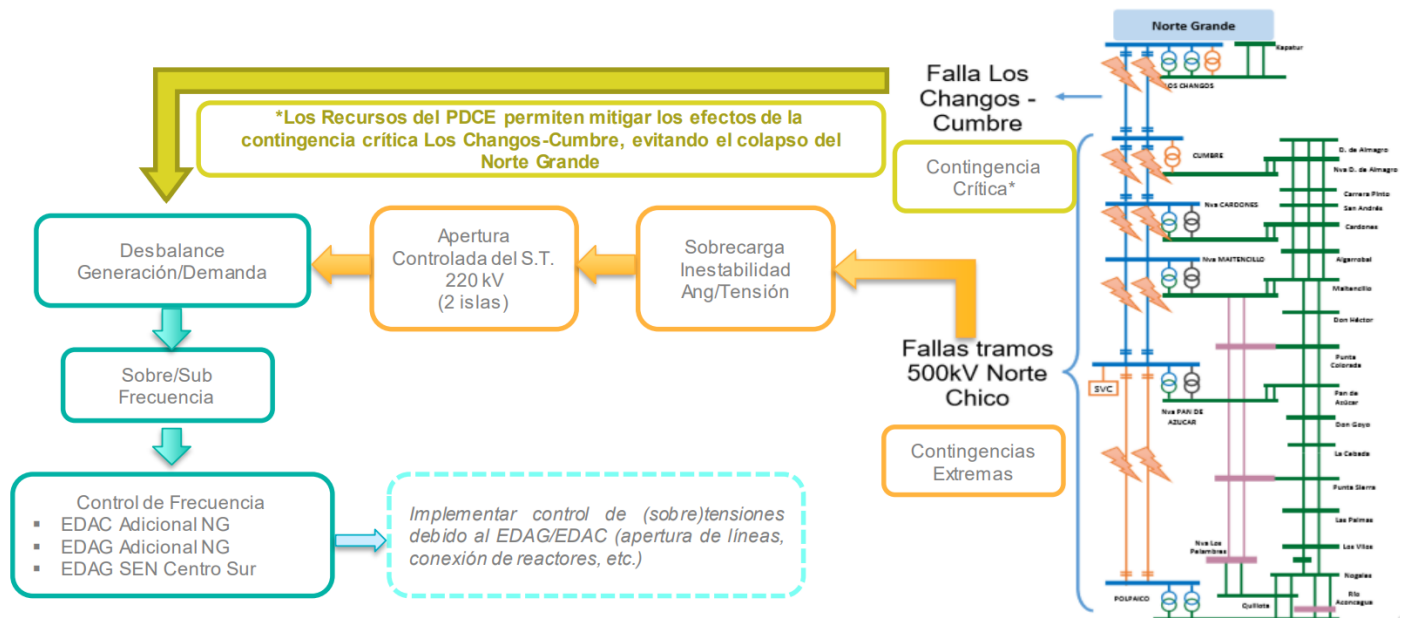 Norte Grande
Kapatur
LOS CHANGOS
Falla Los
Changos -
Cumbre
*Los Recursos del PDCE permiten mitigar los efectos de la
contingencia crítica Los Changos-Cumbre, evitando el colapso del
Norte Grande
Contingencia
Crítica*
CUMBRE
D. de Almagro
Nva D. de Almagro
Carrera Pinto
San Andrés
Nva CARDONES
Cardones
Desbalance
Generación/Demanda
Apertura
Controlada del S.T.
220 kV
(2 islas)
Sobrecarga
Inestabilidad
Ang/Tensión
Nva MAITENCILLO
Algarrobal
Maitencillo
Don Héctor
Sobre/Sub
Frecuencia
Fallas tramos
500kV Norte
Chico
Punta
Colorada
SVC
Nva PAN DE
AZUCAR
Pan de
Azúcar
Don Goyo
La Cebada
Contingencias
Extremas
Punta Sierra
Las Palmas
Control de Frecuencia
▪ EDAC Adicional NG
▪ EDAG Adicional NG
▪ EDAG SEN Centro Sur
Implementar control de (sobre)tensiones
debido al EDAG/EDAC (apertura de líneas,
conexión de reactores, etc.)
Nva Los
Pelambres
Los Vilos
Nogales
POLPAICO
Quillota
Río
Aconcagua